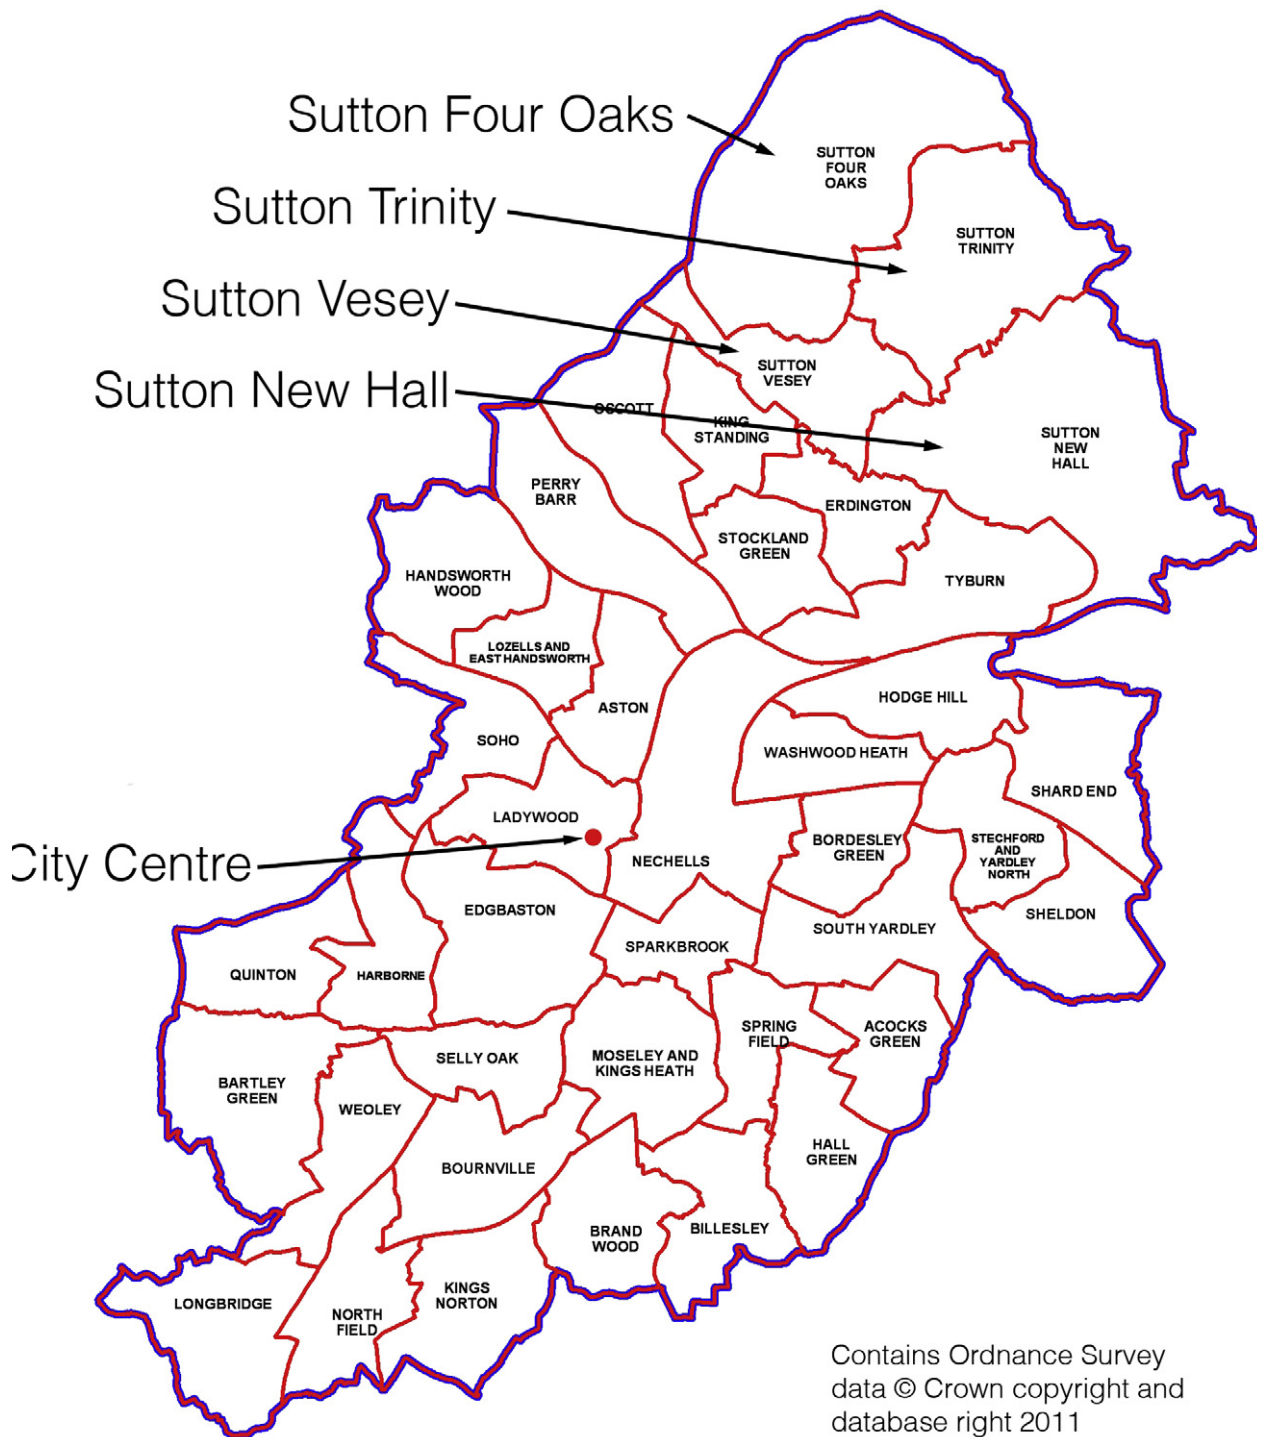 Sutton Four Oaks
SUTTON
FOUR
OAKS
Sutton Trinity
SUTTON
TRINITY
Sutton Vesey
SUTTON
VESEY
Sutton New Hall
OSCOTT
KING
STANDING
SUTTON
NEW
HALL
PERRY
BARR
ERDINGTON
STOCKLAND
GREEN
HANDSWORTH
WOOD
TYBURN
LOZELLS AND
EAST HANDSWORTH
ASTON
HODGE HILL
SOHO
WASHWOOD HEATH
SHARD END
LADYWOOD
City Centre
NECHELLS
BORDESLEY
GREEN
STECHFORD
AND
YARDLEY
NORTH
EDGBASTON
SHELDON
SOUTH YARDLEY
SPARKBROOK
QUINTON
HARBORNE
SPRING
FIELD
ACOCKS
GREEN
SELLY OAK
MOSELEY AND
KINGS HEATH
BARTLEY
GREEN
WEOLEY
HALL
GREEN
BOURNVILLE
BRAND
WOOD
BILLESLEY
LONGBRIDGE
KINGS
NORTON
NORTH
FIELD
Contains Ordnance Survey
data © Crown copyright and
database right 2011